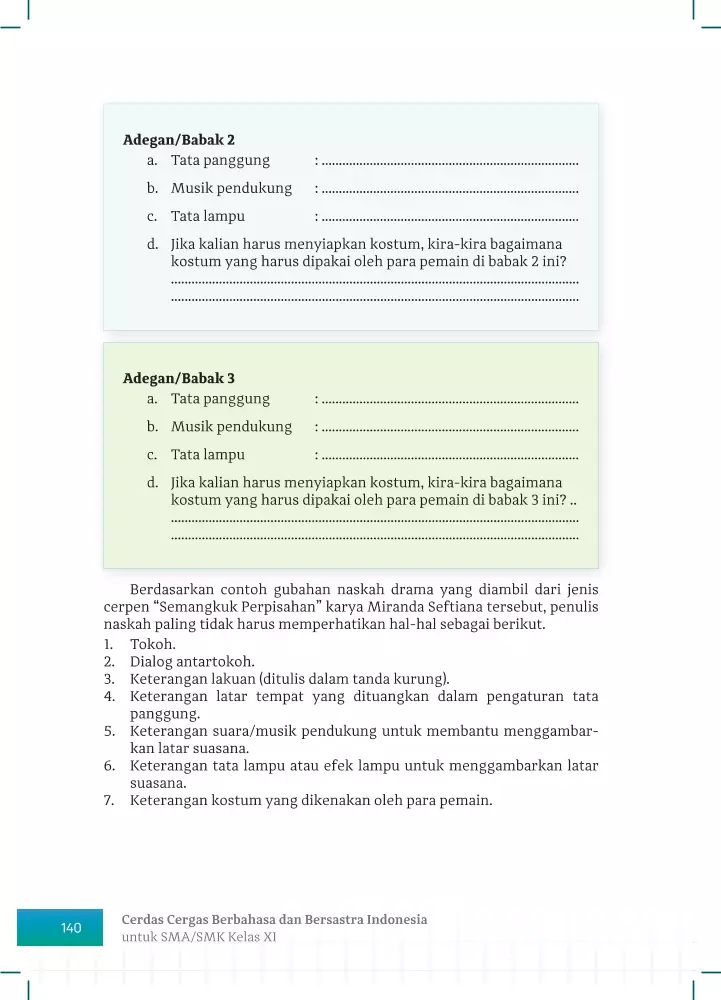 Adegan/Babak 2
a. Tata panggung : ...........................................................................
b. Musik pendukung : ...........................................................................
c. Tata lampu : ...........................................................................
d. Jika kalian harus menyiapkan kostum, kira-kira bagaimana
kostum yang harus dipakai oleh para pemain di babak 2 ini?
.......................................................................................................................
.......................................................................................................................
Adegan/Babak 3
a. Tata panggung : ...........................................................................
b. Musik pendukung : ...........................................................................
c. Tata lampu : ...........................................................................
d. Jika kalian harus menyiapkan kostum, kira-kira bagaimana
kostum yang harus dipakai oleh para pemain di babak 3 ini? ..
.......................................................................................................................
.......................................................................................................................
Berdasarkan contoh gubahan naskah drama yang diambil dari jenis
cerpen “Semangkuk Perpisahan” karya Miranda Seftiana tersebut, penulis
naskah paling tidak harus memperhatikan hal-hal sebagai berikut.
1. Tokoh.
2. Dialog antartokoh.
3. Keterangan lakuan (ditulis dalam tanda kurung).
4. Keterangan latar tempat yang dituangkan dalam pengaturan tata
panggung.
5. Keterangan suara/musik pendukung untuk membantu menggambar-
kan latar suasana.
6. Keterangan tata lampu atau efek lampu untuk menggambarkan latar
suasana.
7. Keterangan kostum yang dikenakan oleh para pemain.
140
Cerdas Cergas Berbahasa dan Bersastra Indonesia
untuk SMA/SMK Kelas XI